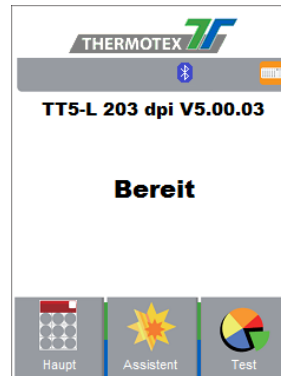 THERMOTEX
TT5-L 203 dpi V5.00.03
Bereit
Haupt Assistent Test